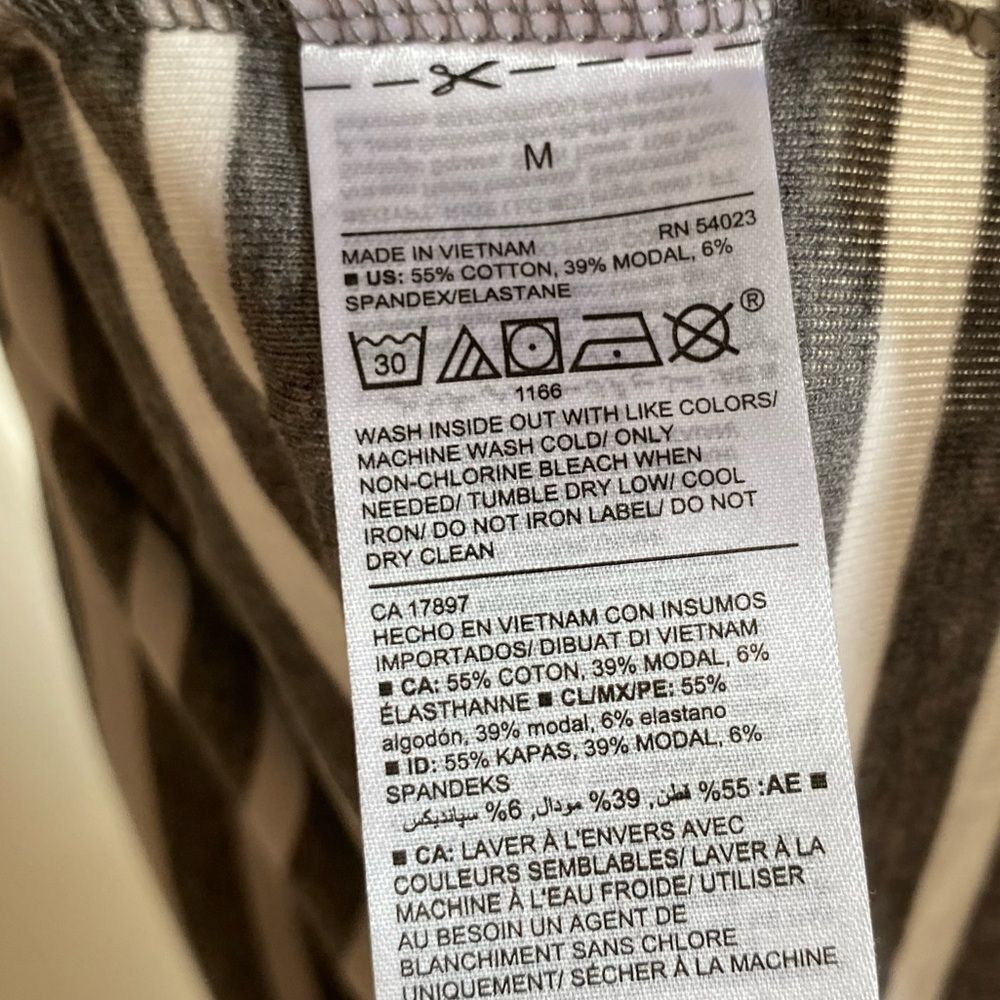 M
RN 54023
MADE IN VIETNAM
■ US: 55% COTTON, 39% MODAL, 6%
SPANDEX/ELASTANE
30
®
1166
WASH INSIDE OUT WITH LIKE COLORS/
MACHINE WASH COLD/ ONLY
NON-CHLORINE BLEACH WHEN
NEEDED/ TUMBLE DRY LOW/ COOL
IRON/ DO NOT IRON LABEL/ DO NOT
DRY CLEAN
CA 17897
HECHO EN VIETNAM CON INSUMOS
IMPORTADOS/ DIBUAT DI VIETNAM
■ CA: 55% COTON, 39% MODAL, 6%
ÉLASTHANNE ■ CL/MX/PE: 55%
algodón, 39% modal, 6% elastano
■ ID: 55% KAPAS, 39% MODAL, 6%
SPANDEKS
■ AE: 55% قطن, 39% مودال, 6% سباندیکس
■ CA: LAVER À L'ENVERS AVEC
COULEURS SEMBLABLES/ LAVER À LA
MACHINE À L'EAU FROIDE/ UTILISER
AU BESOIN UN AGENT DE
BLANCHIMENT SANS CHLORE
UNIQUEMENT/ SÉCHER À LA MACHINE